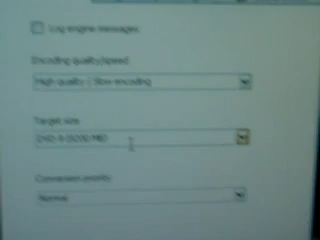 Log engine messages
Encoding quality/speed
High quality / Slow encoding
Target size
Conversion priority
Normal